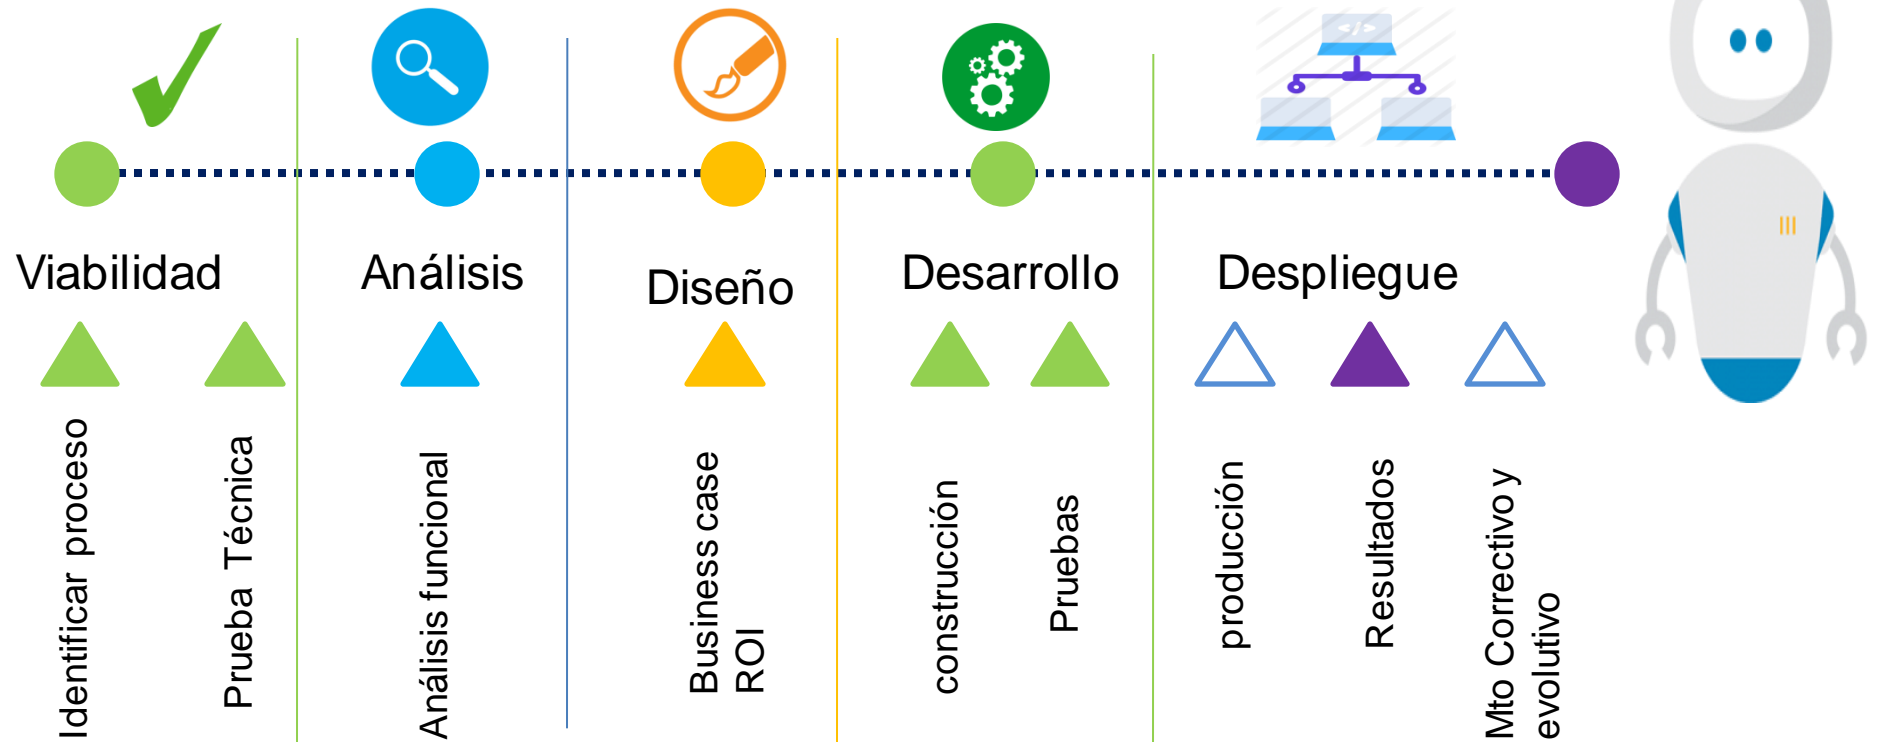 Viabilidad
Análisis
Diseño
Desarrollo
Despliegue
Identificar proceso
Prueba Técnica
Análisis funcional
Business case
ROI
construcción
Pruebas
producción
Resultados
Mto Correctivo y
evolutivo